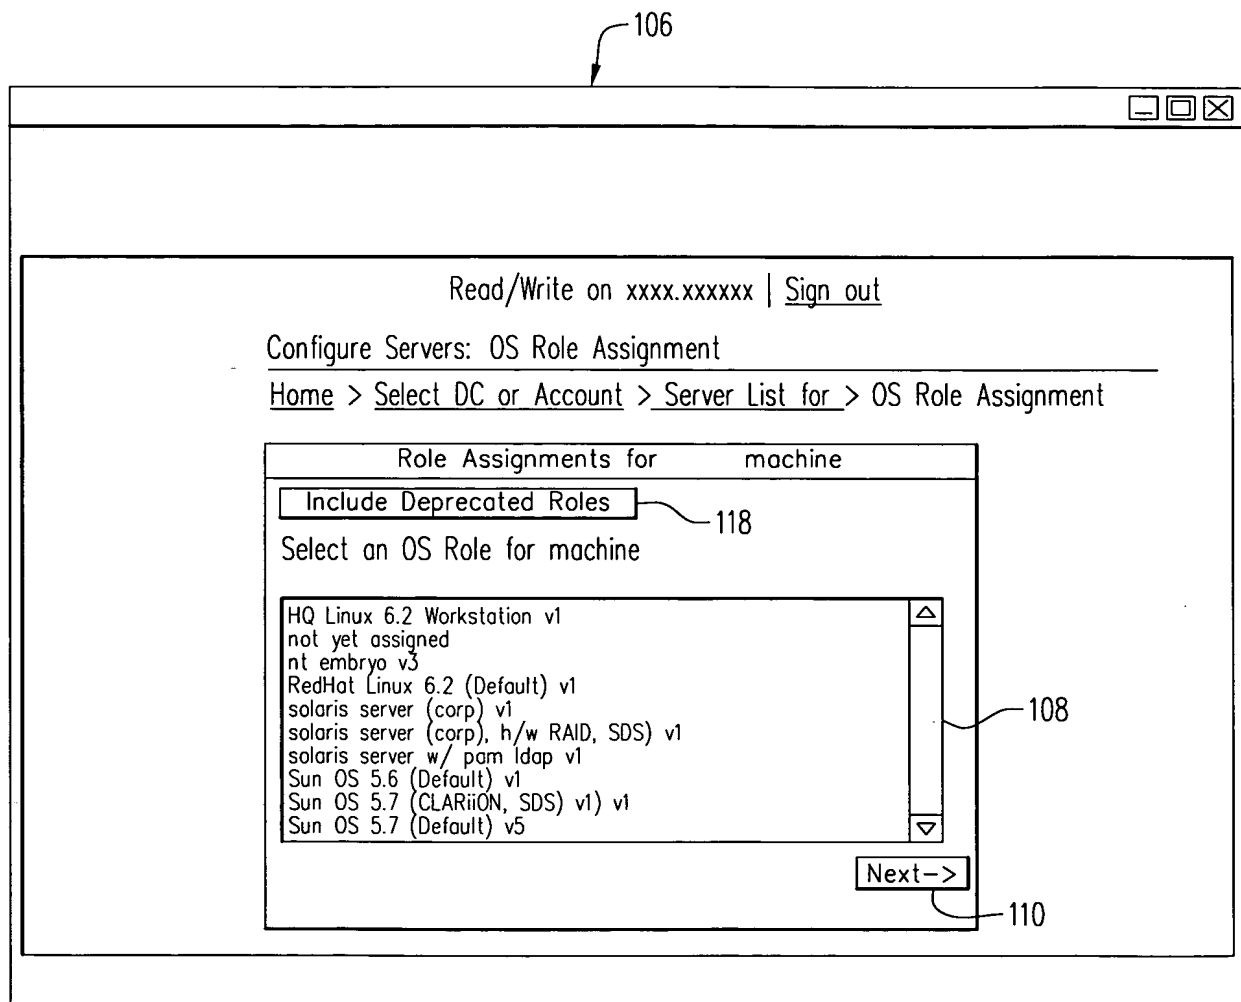 106
Read/Write on xxxx.xxxxxx | Sign out
Configure Servers: OS Role Assignment
Home > Select DC or Account > Server List for > OS Role Assignment
Role Assignments for machine
Include Deprecated Roles
118
Select an OS Role for machine
HQ Linux 6.2 Workstation v1
not yet assigned
nt embryo v3
RedHat Linux 6.2 (Default) v1
solaris server (corp) v1
solaris server (corp), h/w RAID, SDS) v1
solaris server w/ pam ldap v1
Sun OS 5.6 (Default) v1
Sun OS 5.7 (CLARiiON, SDS) v1) v1
Sun OS 5.7 (Default) v5
108
Next->
110